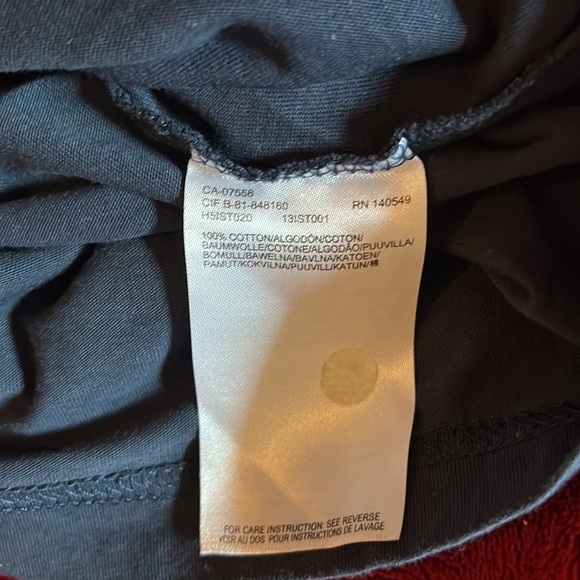 CA-07558
CIF B-81-848160 RN 140549
H5IST020 13IST001
100% COTTON/ALGODÓN/COTON/
BAUMWOLLE/COTONE/ALGODÃO/PUUVILLA/
BOMULL/BAWEŁNA/BAVLNA/KATOEN/
PAMUT/KOKVILNA/PUUVILL/KATUN/棉
FOR CARE INSTRUCTION: SEE REVERSE
VOIR AU DOS POUR INSTRUCTIONS DE LAVAGE